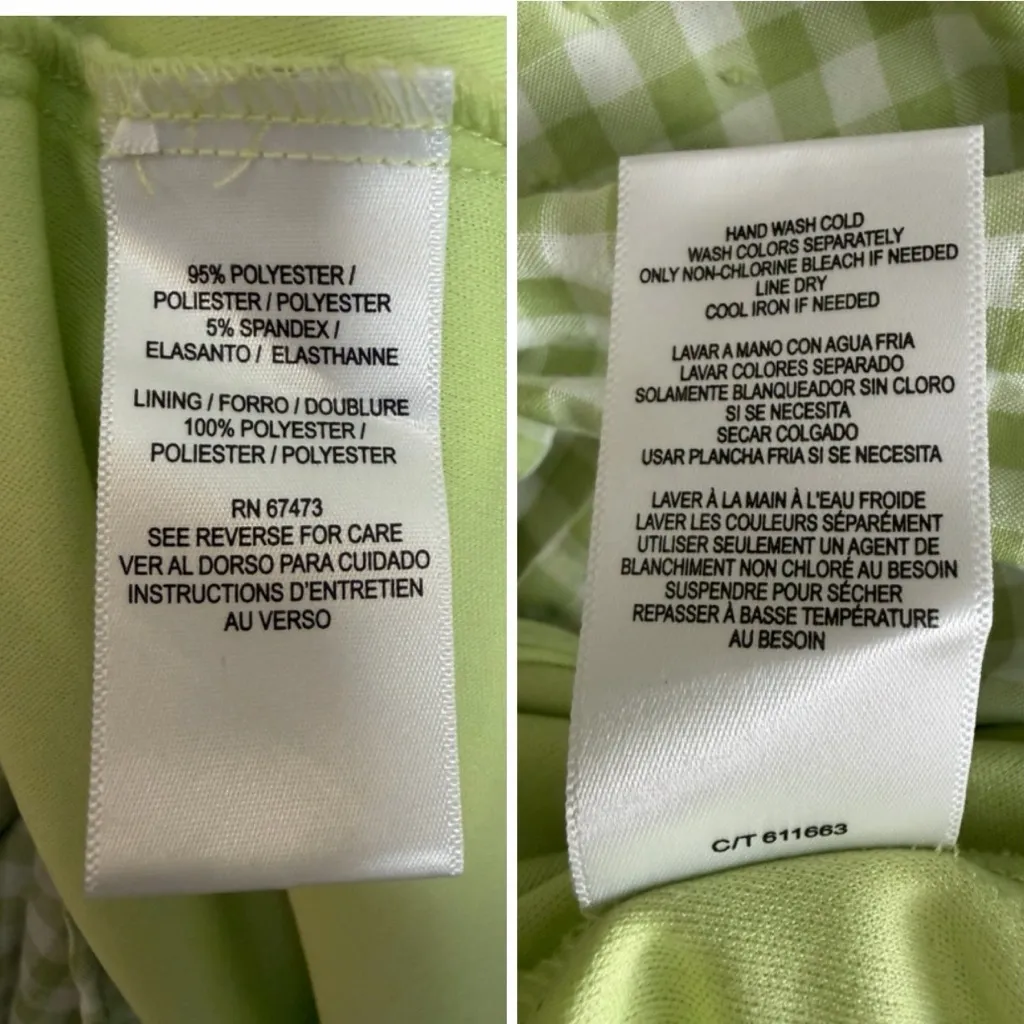 95% POLYESTER /
POLIESTER / POLYESTER
5% SPANDEX /
ELASANTO / ELASTHANNE
LINING / FORRO / DOUBLURE
100% POLYESTER /
POLIESTER / POLYESTER
RN 67473
SEE REVERSE FOR CARE
VER AL DORSO PARA CUIDADO
INSTRUCTIONS D'ENTRETIEN
AU VERSO
HAND WASH COLD
WASH COLORS SEPARATELY
ONLY NON-CHLORINE BLEACH IF NEEDED
LINE DRY
COOL IRON IF NEEDED
LAVAR A MANO CON AGUA FRIA
LAVAR COLORES SEPARADO
SOLAMENTE BLANQUEADOR SIN CLORO
SI SE NECESITA
SECAR COLGADO
USAR PLANCHA FRIA SI SE NECESITA
LAVER À LA MAIN À L'EAU FROIDE
LAVER LES COULEURS SÉPARÉMENT
UTILISER SEULEMENT UN AGENT DE
BLANCHIMENT NON CHLORÉ AU BESOIN
SUSPENDRE POUR SÉCHER
REPASSER À BASSE TEMPÉRATURE
AU BESOIN
C/T 611663